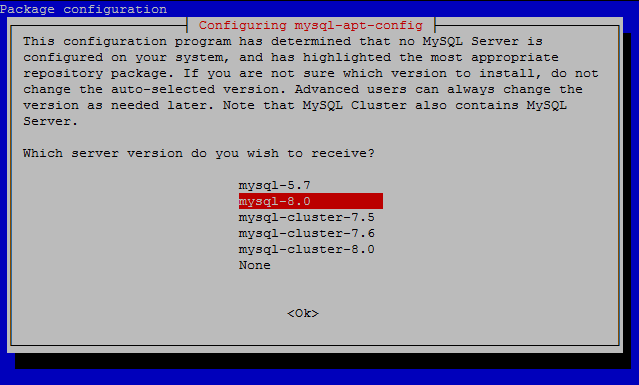 Package configuration
Configuring mysql-apt-config
This configuration program has determined that no MySQL Server is
configured on your system, and has highlighted the most appropriate
repository package. If you are not sure which version to install, do not
change the auto-selected version. Advanced users can always change the
version as needed later. Note that MySQL Cluster also contains MySQL
Server.
Which server version do you wish to receive?
mysql-5.7
mysql-8.0
mysql-cluster-7.5
mysql-cluster-7.6
mysql-cluster-8.0
None
<Ok>